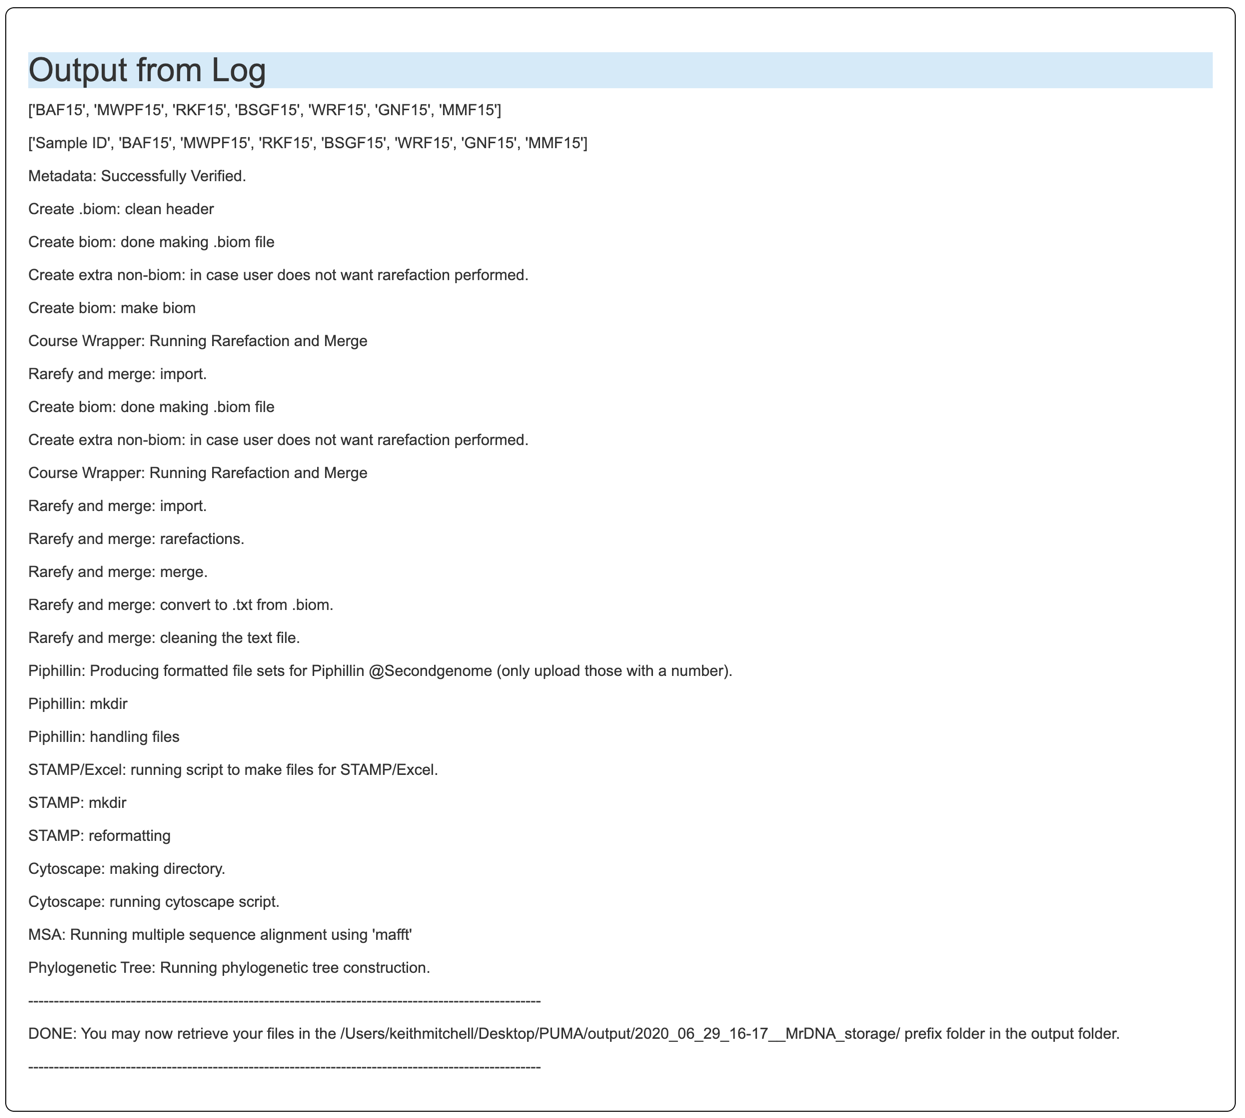 Output from Log
['BAF15', 'MWPF15', 'RKF15', 'BSGF15', 'WRF15', 'GNF15', 'MMF15']
['Sample ID', 'BAF15', 'MWPF15', 'RKF15', 'BSGF15', 'WRF15', 'GNF15', 'MMF15']
Metadata: Successfully Verified.
Create .biom: clean header
Create biom: done making .biom file
Create extra non-biom: in case user does not want rarefaction performed.
Create biom: make biom
Course Wrapper: Running Rarefaction and Merge
Rarefy and merge: import.
Create biom: done making .biom file
Create extra non-biom: in case user does not want rarefaction performed.
Course Wrapper: Running Rarefaction and Merge
Rarefy and merge: import.
Rarefy and merge: rarefactions.
Rarefy and merge: merge.
Rarefy and merge: convert to .txt from .biom.
Rarefy and merge: cleaning the text file.
Piphillin: Producing formatted file sets for Piphillin @Secondgenome (only upload those with a number).
Piphillin: mkdir
Piphillin: handling files
STAMP/Excel: running script to make files for STAMP/Excel.
STAMP: mkdir
STAMP: reformatting
Cytoscape: making directory.
Cytoscape: running cytoscape script.
MSA: Running multiple sequence alignment using 'mafft'
Phylogenetic Tree: Running phylogenetic tree construction.
----------------------------------------------------------------------------------------------------
DONE: You may now retrieve your files in the /Users/keithmitchell/Desktop/PUMA/output/2020_06_29_16-17__MrDNA_storage/ prefix folder in the output folder.
----------------------------------------------------------------------------------------------------